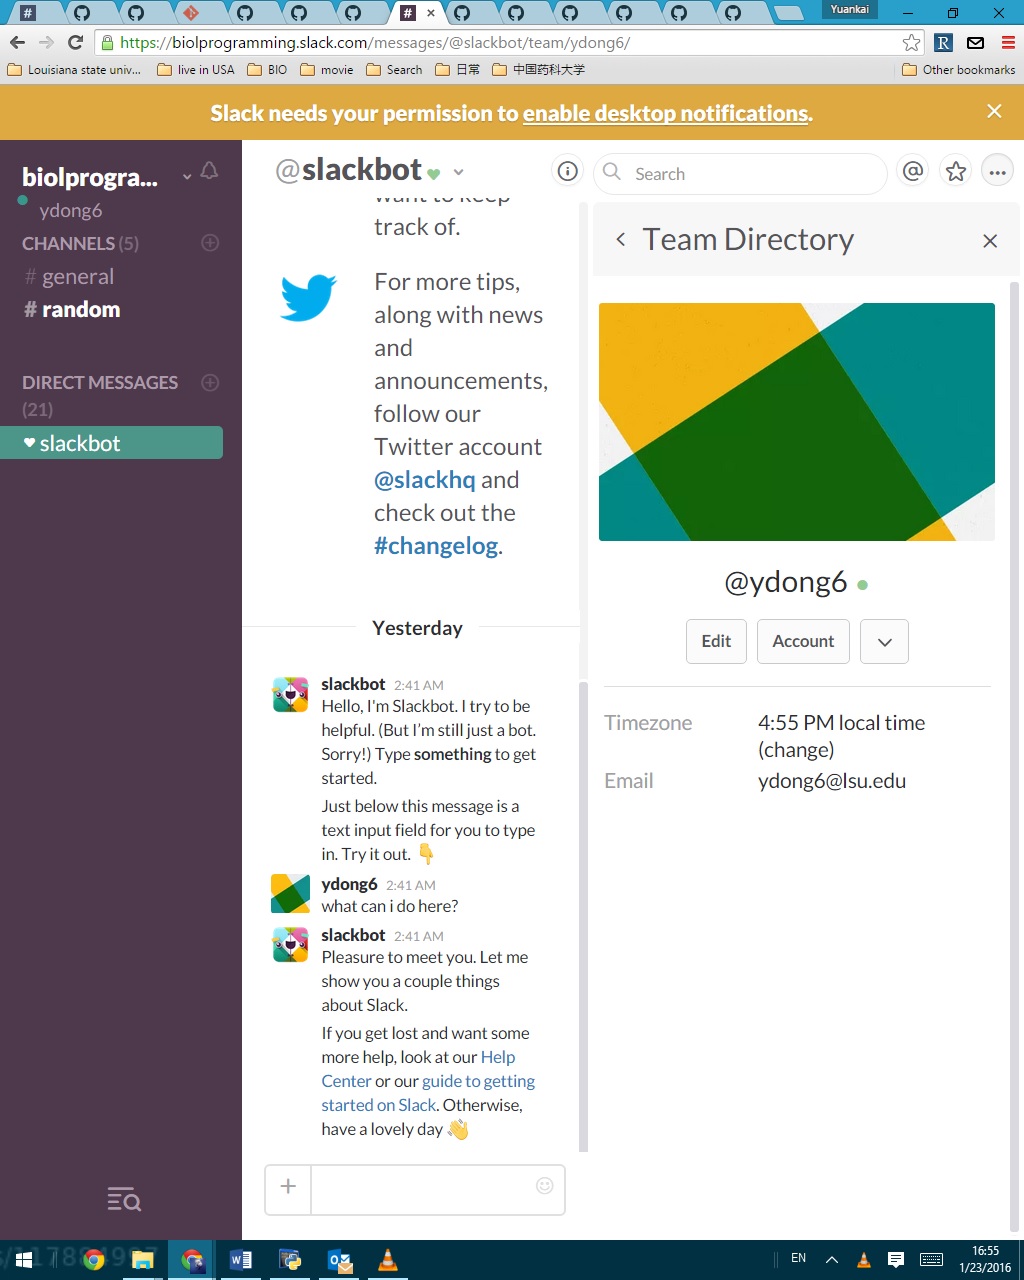 Yuankai
https://biolprogramming.slack.com/messages/@slackbot/team/ydong6/
Louisiana state univ... live in USA BIO movie Search 日常 中国药科大学 Other bookmarks
Slack needs your permission to enable desktop notifications.
biolprogra...
ydong6
CHANNELS (5)
# general
# random
DIRECT MESSAGES
(21)
slackbot
@slackbot
Search
track of.
For more tips,
along with news
and
announcements,
follow our
Twitter account
@slackhq and
check out the
#changelog.
Yesterday
slackbot 2:41 AM
Hello, I'm Slackbot. I try to be
helpful. (But I'm still just a bot.
Sorry!) Type something to get
started.
Just below this message is a
text input field for you to type
in. Try it out.
ydong6 2:41 AM
what can i do here?
slackbot 2:41 AM
Pleasure to meet you. Let me
show you a couple things
about Slack.
If you get lost and want some
more help, look at our Help
Center or our guide to getting
started on Slack. Otherwise,
have a lovely day
Team Directory
@ydong6
Edit Account
Timezone 4:55 PM local time
(change)
Email ydong6@lsu.edu
EN
16:55
1/23/2016